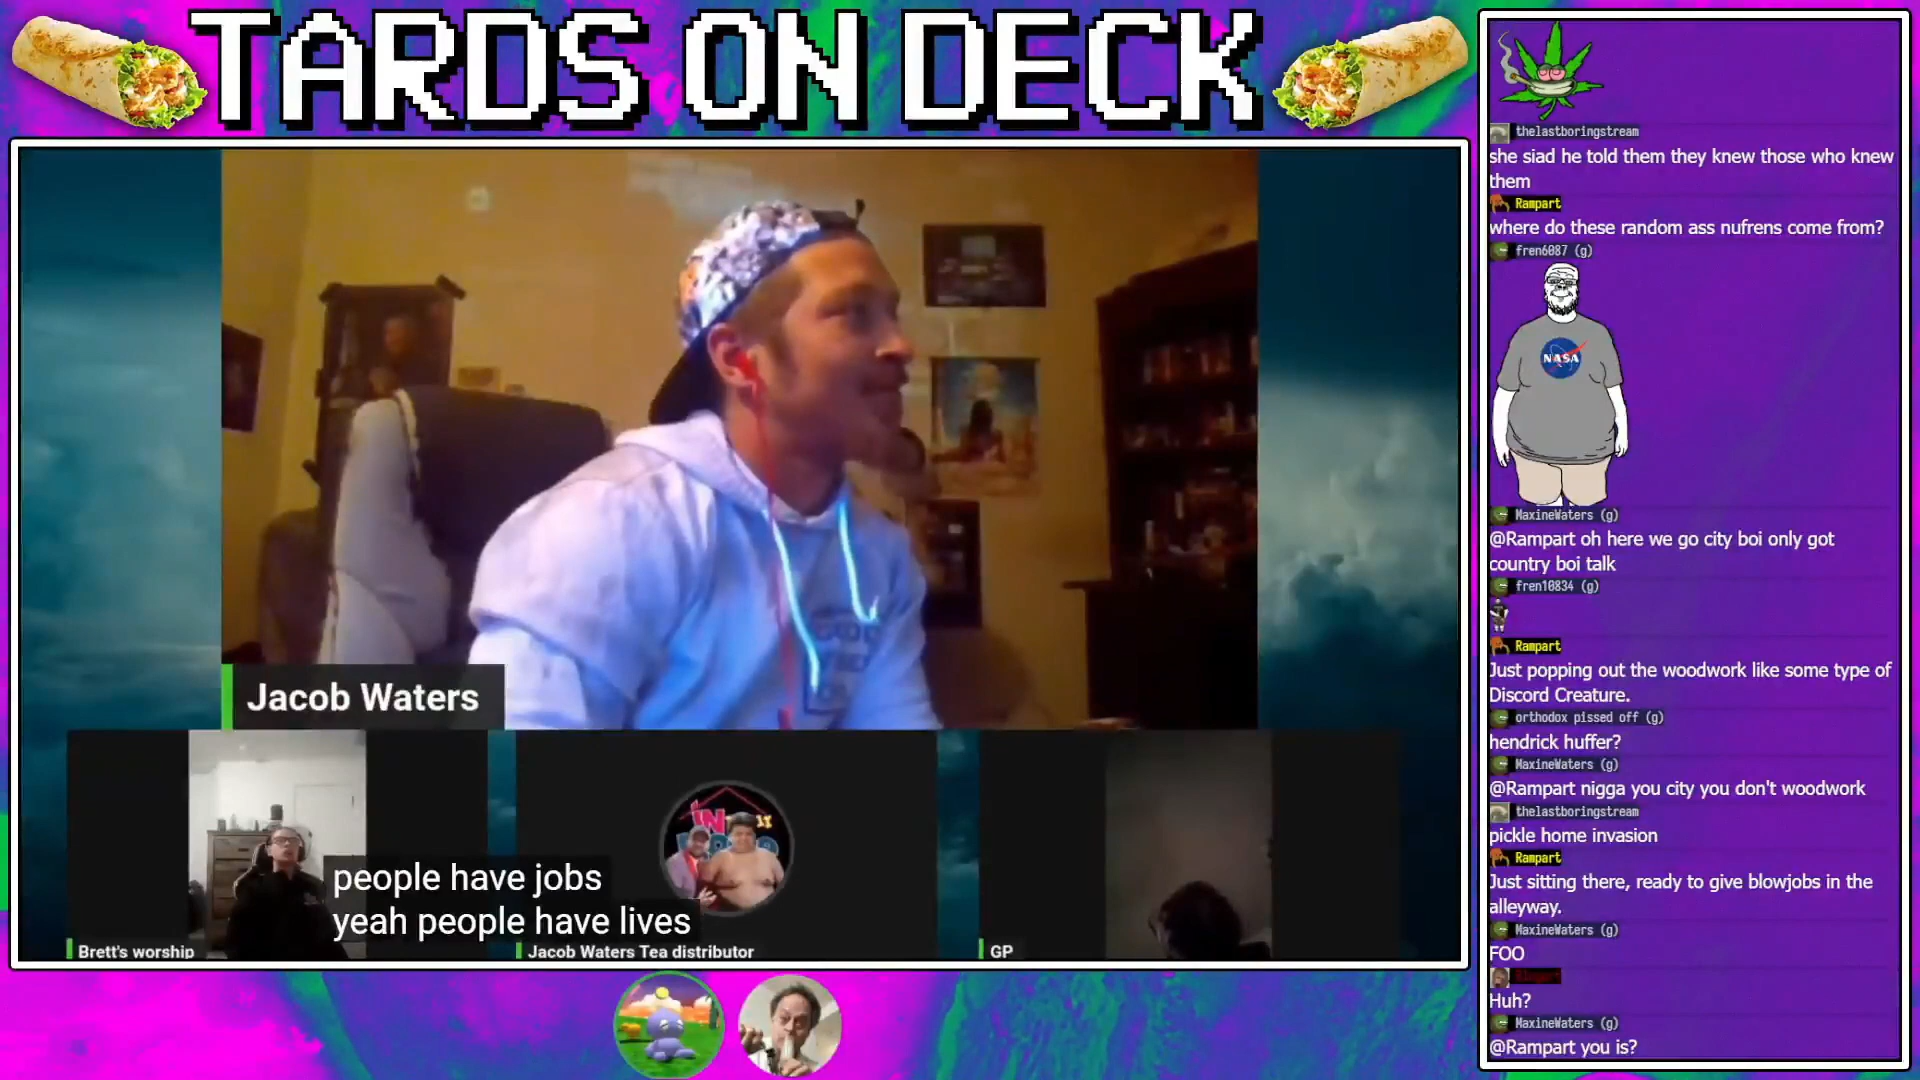 TARDS ON DECK
Jacob Waters
people have jobs
yeah people have lives
Brett's worship
Jacob Waters Tea distributor
GP
thelastboringstream
she siad he told them they knew those who knew
them
Rampart
where do these random ass nufrens come from?
fren6087 (g)
NASA
MaxineWaters (g)
@Rampart oh here we go city boi only got
country boi talk
fren10834 (g)
Rampart
Just popping out the woodwork like some type of
Discord Creature.
orthodox pissed off (g)
hendrick huffer?
MaxineWaters (g)
@Rampart nigga you city you don't woodwork
thelastboringstream
pickle home invasion
Rampart
Just sitting there, ready to give blowjobs in the
alleyway.
MaxineWaters (g)
FOO
Huh?
MaxineWaters (g)
@Rampart you is?